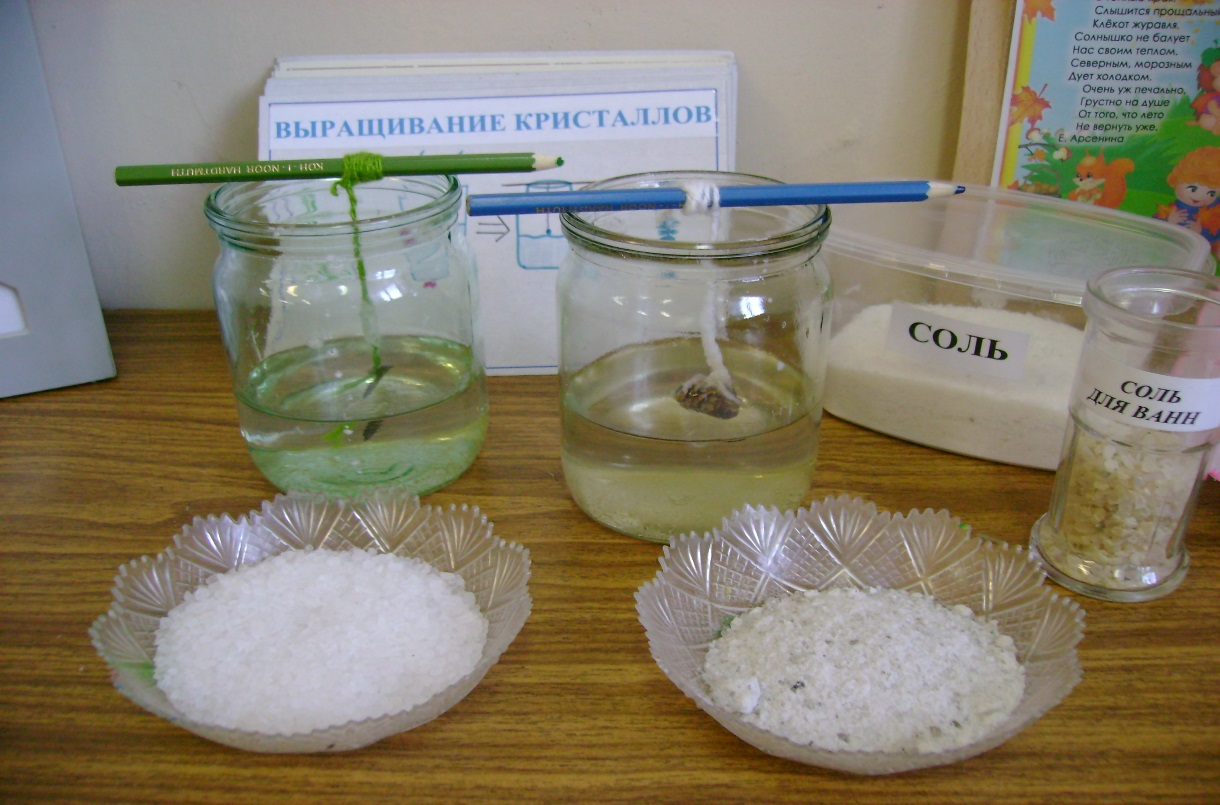 ВЫРАЩИВАНИЕ КРИСТАЛЛОВ
KOH-I-NOOR HARDTMUTH
СОЛЬ
СОЛЬ
ДЛЯ ВАНН
Слышится прощальный
Клёкот журавля.
Солнышко не балует
Нас своим теплом.
Северным, морозным
Дует холодком.
Очень уж печально,
Грустно на душе
От того, что лето
Не вернуть уже.
Е. Арсенина